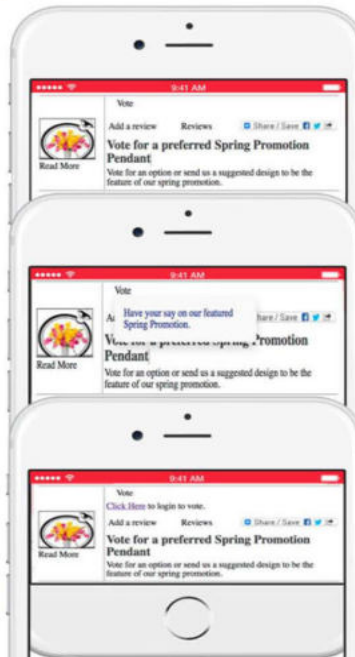 9:41 AM
Vote
Add a review Reviews Share / Save
Vote for a preferred Spring Promotion
Pendant
Read More
Vote for an option or send us a suggested design to be the
feature of our spring promotion.
9:41 AM
Vote
Have your say on our featured
Spring Promotion.
A hare / Save
Vote for a preferred Spring Promotion
Pendant
Read More
Vote for an option or send us a suggested design to be the
feature of our spring promotion.
9:41 AM
Vote
Click Here to login to vote.
Add a review Reviews Share / Save
Vote for a preferred Spring Promotion
Pendant
Read More
Vote for an option or send us a suggested design to be the
feature of our spring promotion.